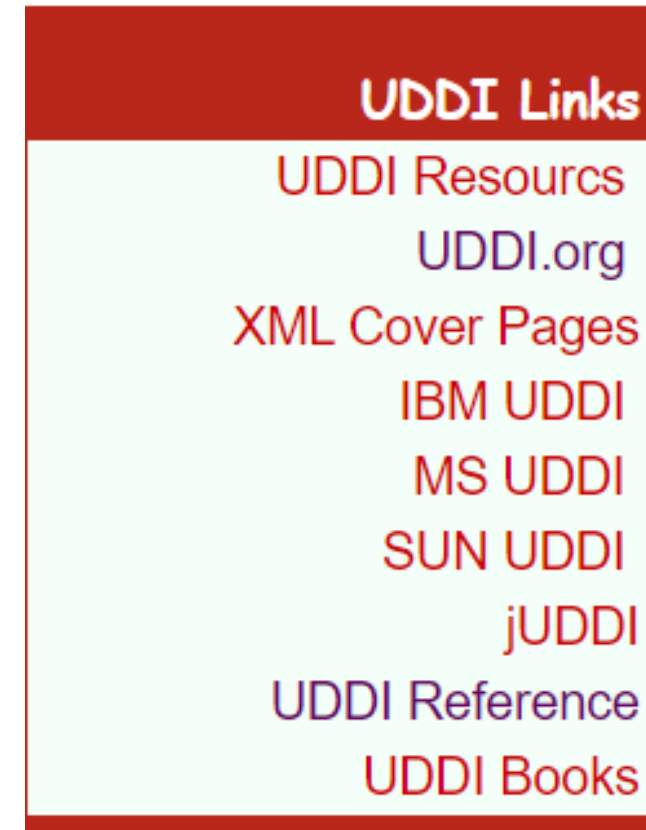 UDDI Links
UDDI Resourcs
UDDI.org
XML Cover Pages
IBM UDDI
MS UDDI
SUN UDDI
jUDDI
UDDI Reference
UDDI Books